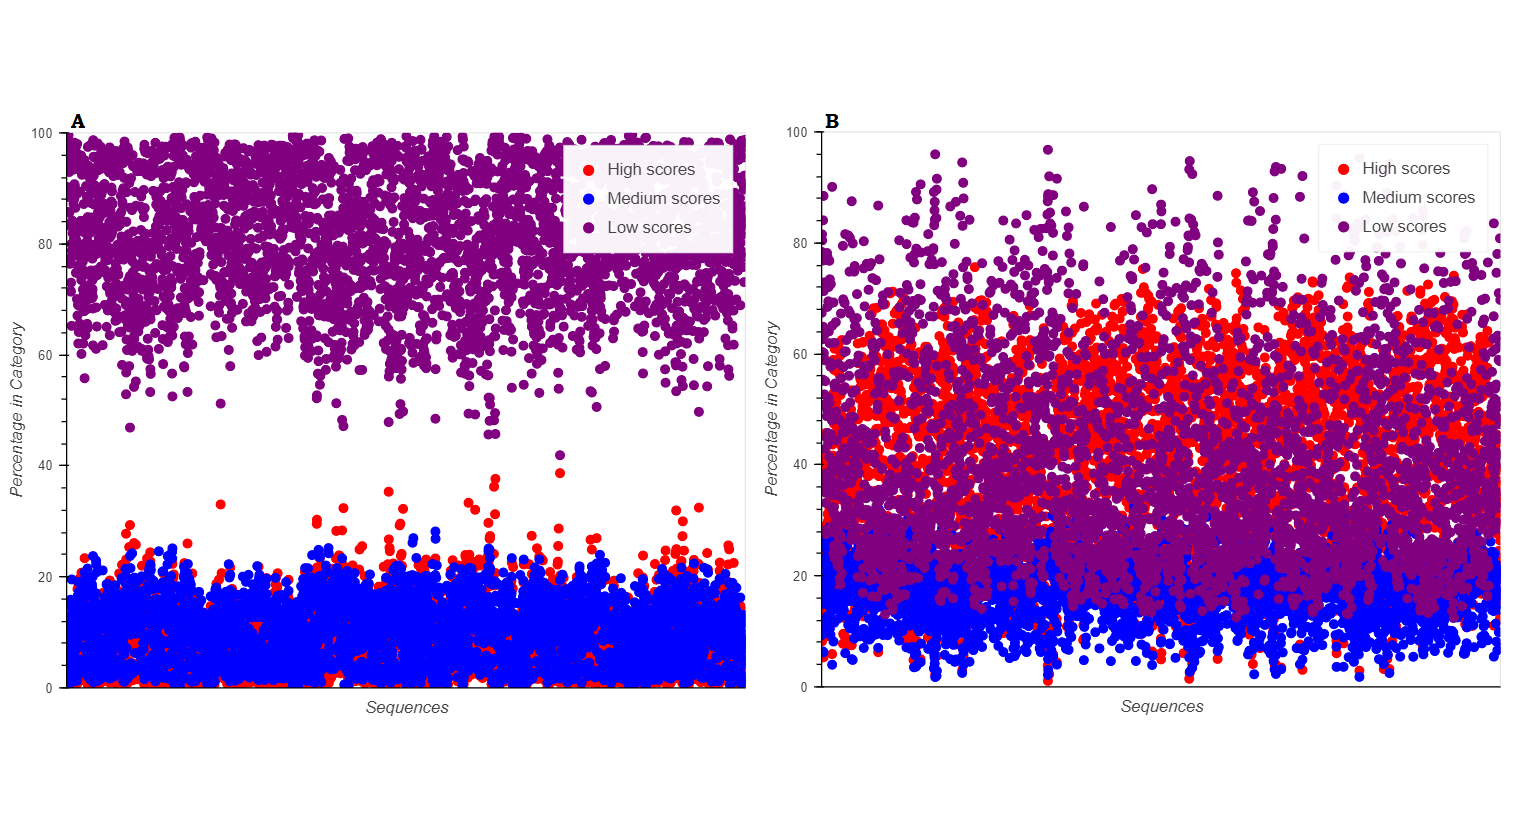 A
100
80
60
40
20
0
Percentage in Category
Sequences
High scores
Medium scores
Low scores
B
100
80
60
40
20
0
Percentage in Category
Sequences
High scores
Medium scores
Low scores